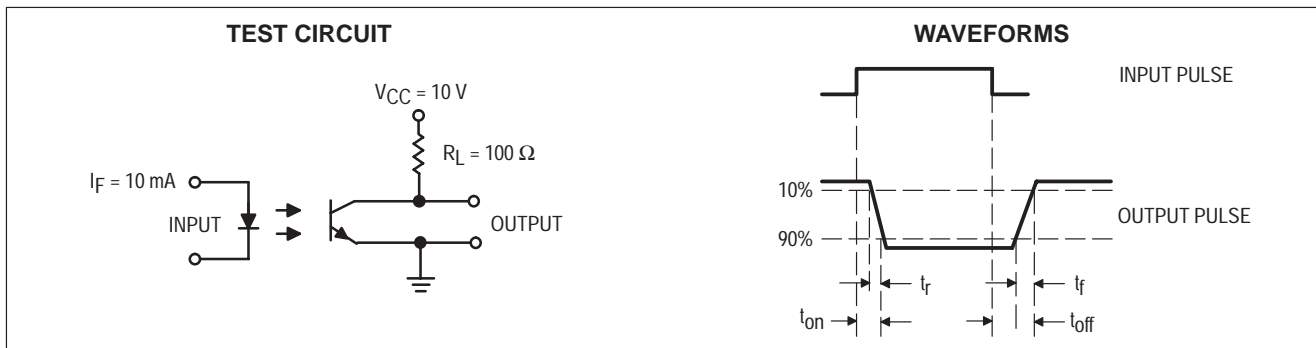 TEST CIRCUIT
VCC = 10 V
RL = 100 Ω
IF = 10 mA
INPUT
OUTPUT
WAVEFORMS
INPUT PULSE
10%
90%
OUTPUT PULSE
tr
tf
ton
toff